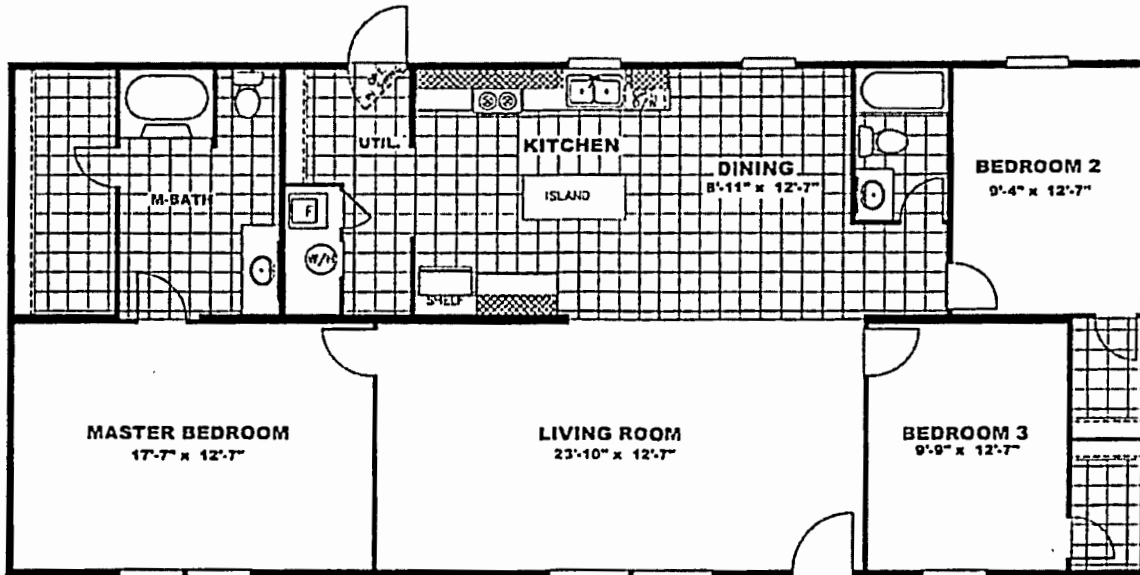 UTIL.
KITCHEN
DINING
8'-11" x 12'-7"
BEDROOM 2
9'-4" x 12'-7"
ISLAND
M-BATH
F
W/H
SHELF
MASTER BEDROOM
17'-7" x 12'-7"
LIVING ROOM
23'-10" x 12'-7"
BEDROOM 3
9'-9" x 12'-7"